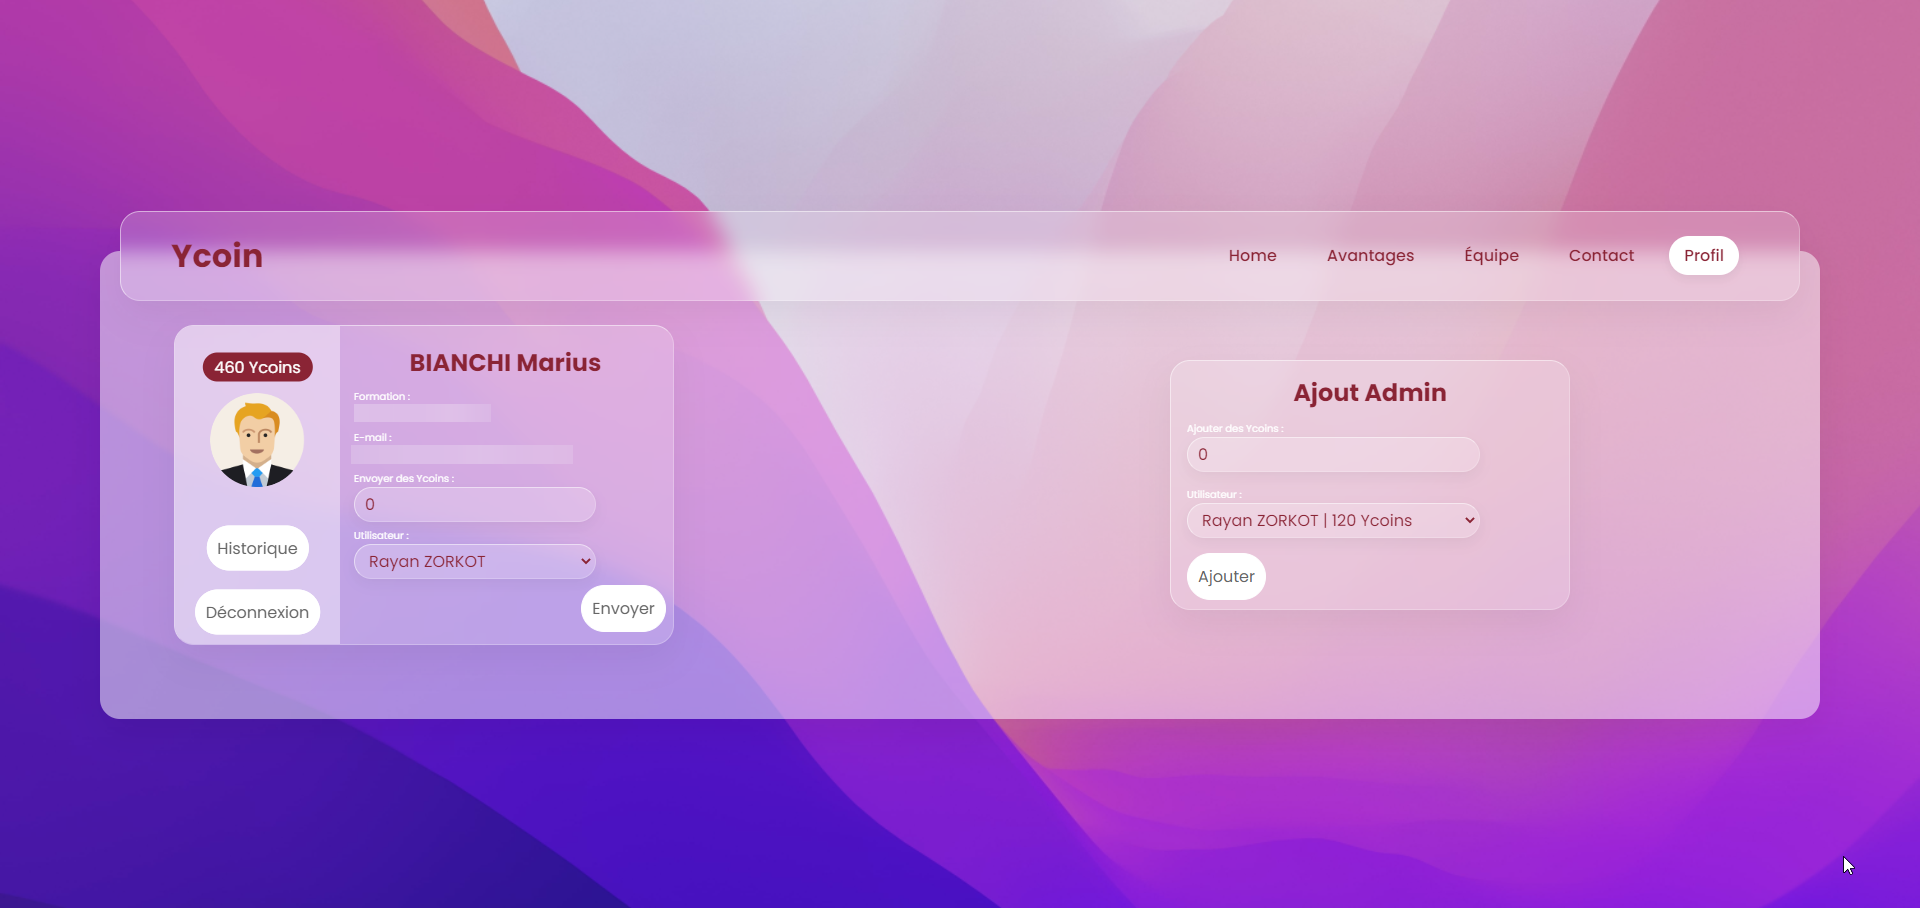 Ycoin
Home
Avantages
Équipe
Contact
Profil
460 Ycoins
Historique
Déconnexion
BIANCHI Marius
Formation :
E-mail :
Envoyer des Ycoins :
0
Utilisateur :
Rayan ZORKOT
Envoyer
Ajout Admin
Ajouter des Ycoins :
0
Utilisateur :
Rayan ZORKOT | 120 Ycoins
Ajouter